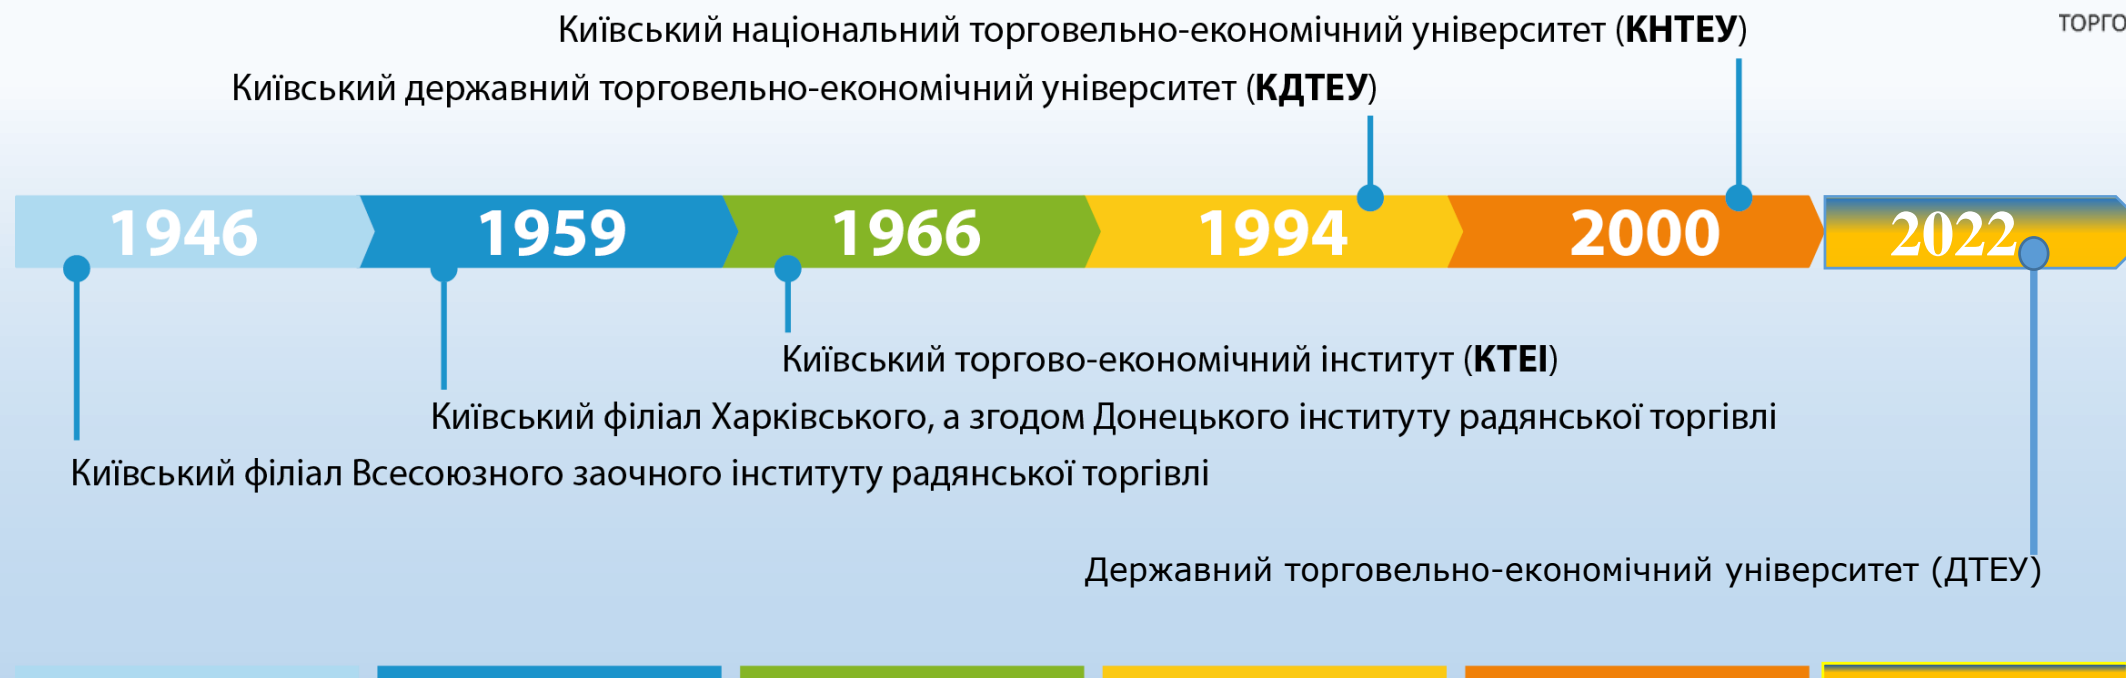 Київський національний торговельно-економічний університет (КНТЕУ)
Київський державний торговельно-економічний університет (КДТЕУ)
1946
1959
1966
1994
2000
2022
Київський торгово-економічний інститут (КТЕІ)
Київський філіал Харківського, а згодом Донецького інституту радянської торгівлі
Київський філіал Всесоюзного заочного інституту радянської торгівлі
Державний торговельно-економічний університет (ДТЕУ)